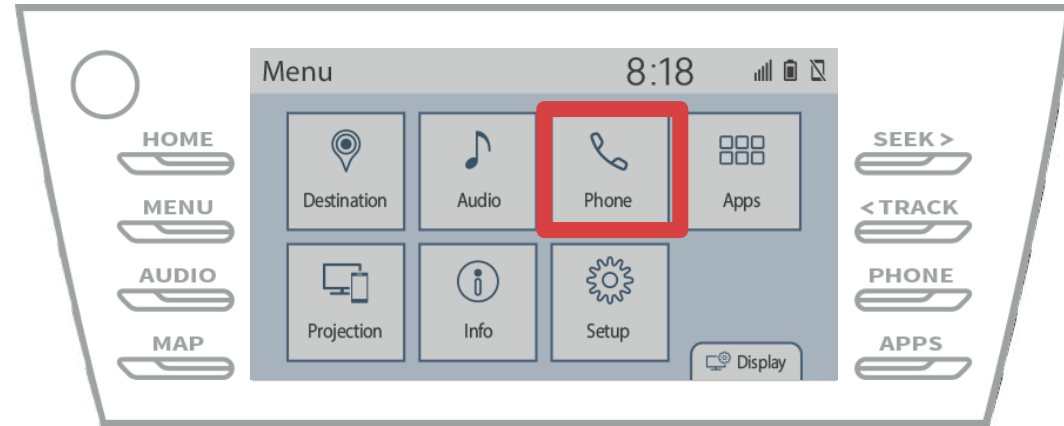 Menu 8:18
HOME
MENU
AUDIO
MAP
Destination Audio Phone Apps
Projection Info Setup
Display
SEEK >
< TRACK
PHONE
APPS